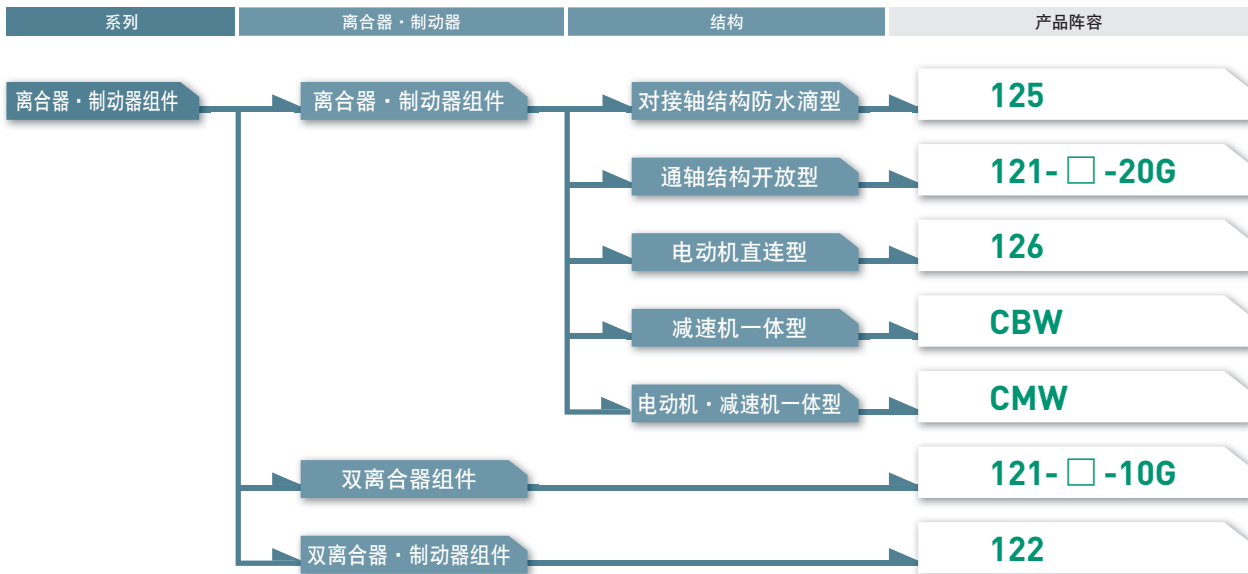 系列
离合器・制动器
结构
产品阵容
离合器・制动器组件
离合器・制动器组件
对接轴结构防水滴型
125
通轴结构开放型
121- □ -20G
电动机直连型
126
减速机一体型
CBW
电动机・减速机一体型
CMW
双离合器组件
121- □ -10G
双离合器・制动器组件
122